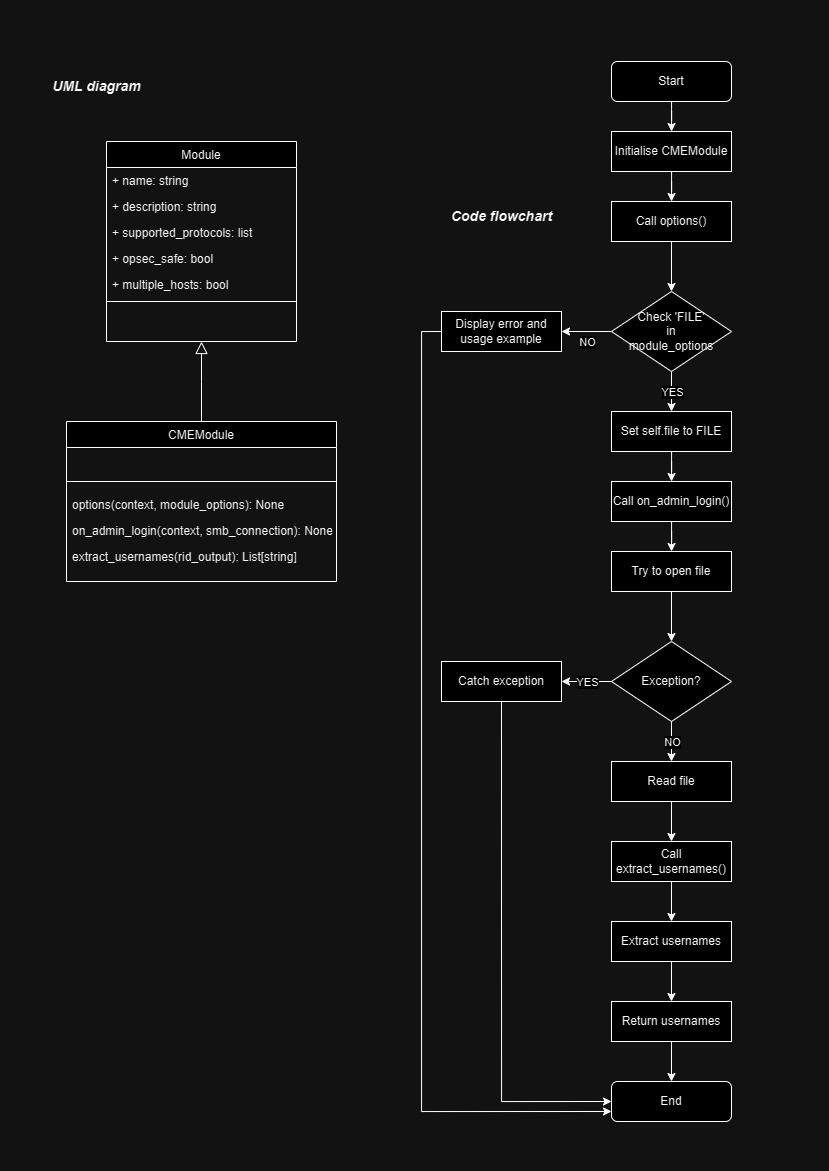 UML diagram
Module
+ name: string
+ description: string
+ supported_protocols: list
+ opsec_safe: bool
+ multiple_hosts: bool
CMEModule
options(context, module_options): None
on_admin_login(context, smb_connection): None
extract_usernames(rid_output): List[string]
Code flowchart
Start
Initialise CMEModule
Call options()
Check 'FILE'
in
module_options
NO
Display error and
usage example
YES
Set self.file to FILE
Call on_admin_login()
Try to open file
Exception?
YES
Catch exception
NO
Read file
Call
extract_usernames()
Extract usernames
Return usernames
End